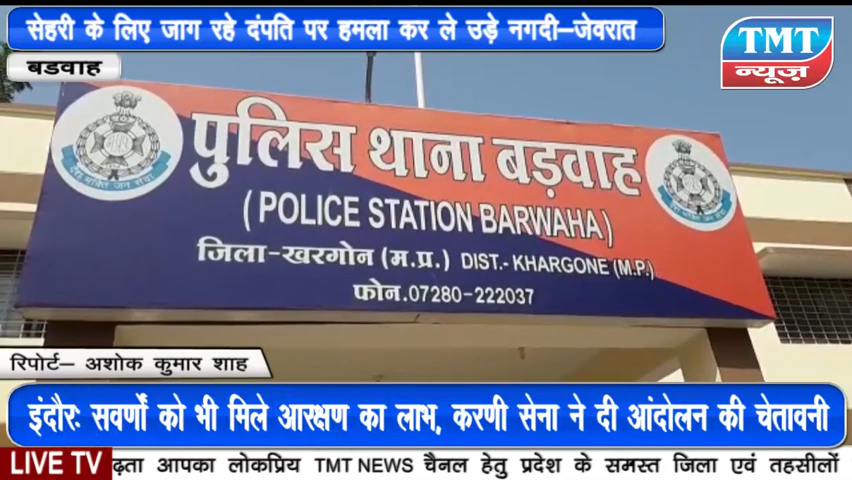 सेहरी के लिए जाग रहे दंपति पर हमला कर ले उड़े नगदी–जेवरात
TMT
न्यूज़
बडवाह
पुलिस थाना बड़वाह
(POLICE STATION BARWAHA)
जिला-खरगोन (म.प्र.) DIST.- KHARGONE (M.P.)
फोन.07280-222037
देश भक्ति जन सेवा
रिपोर्ट– अशोक कुमार शाह
इंदौर: सवर्णों को भी मिले आरक्षण का लाभ, करणी सेना ने दी आंदोलन की चेतावनी
LIVE TV
ढ़ता आपका लोकप्रिय TMT NEWS चैनल हेतु प्रदेश के समस्त जिला एवं तहसीलों